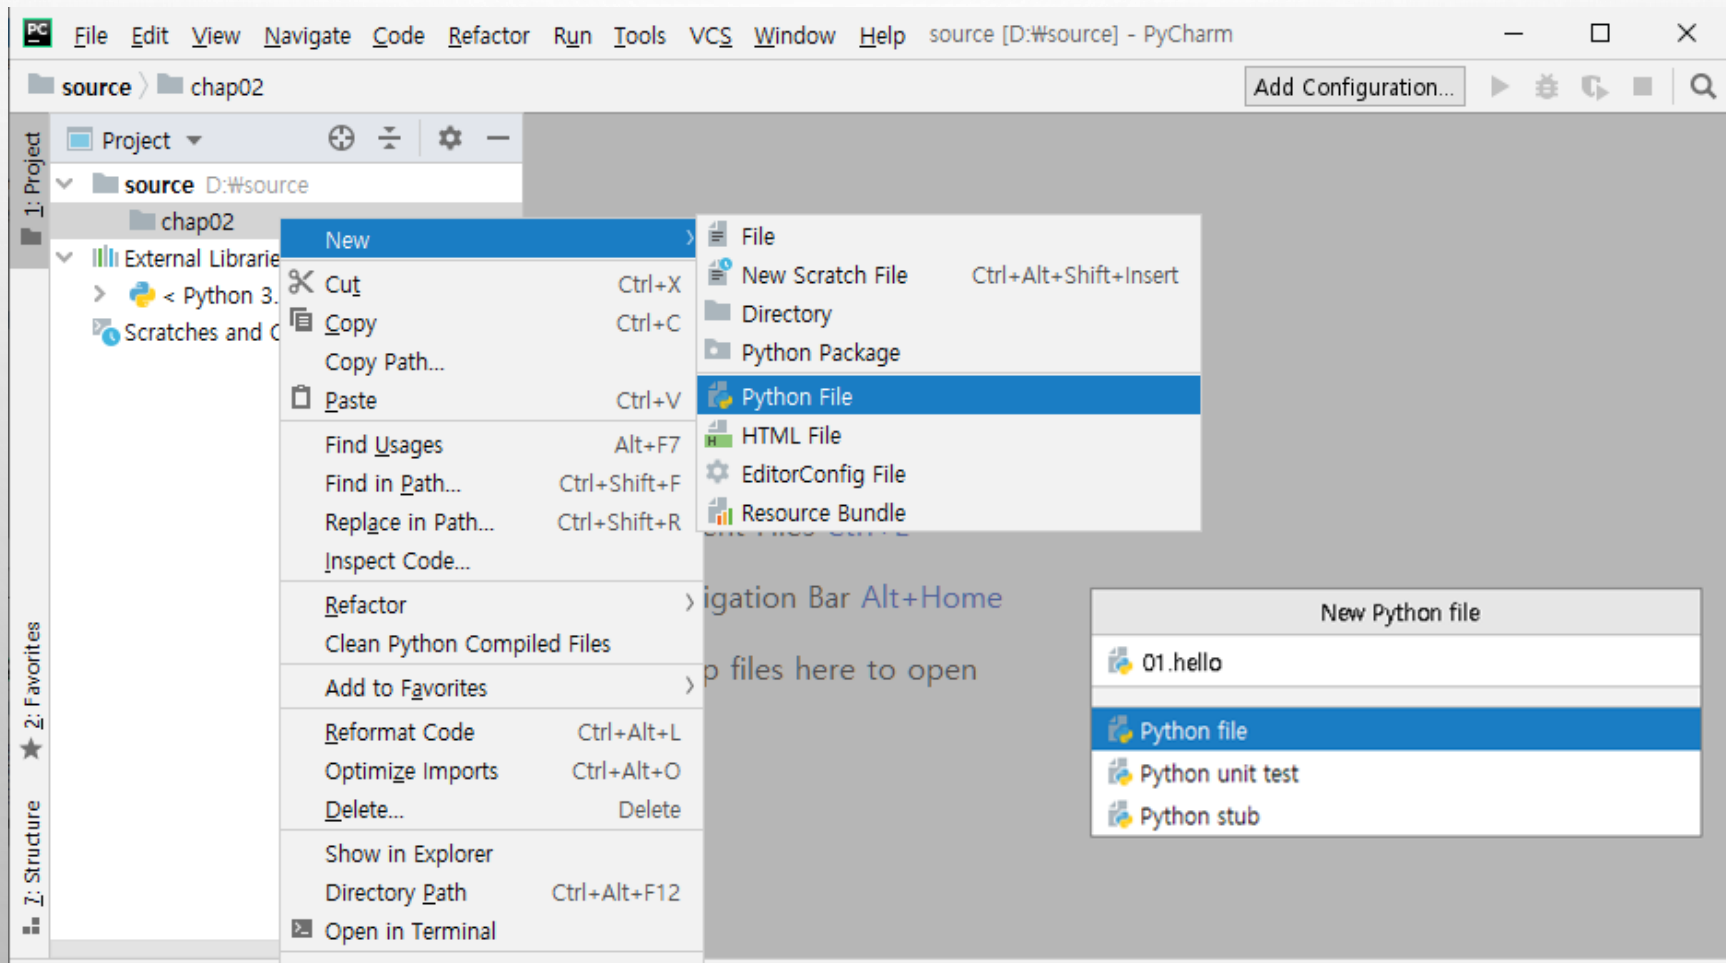 PC File Edit View Navigate Code Refactor Run Tools VCS Window Help source [D:₩source] - PyCharm
source chap02 Add Configuration...
1: Project
Project
source D:₩source
chap02
External Librarie
< Python 3.
Scratches and C
2: Favorites
7: Structure
New
Cut Ctrl+X
Copy Ctrl+C
Copy Path...
Paste Ctrl+V
Find Usages Alt+F7
Find in Path... Ctrl+Shift+F
Replace in Path... Ctrl+Shift+R
Inspect Code...
Refactor
Clean Python Compiled Files
Add to Favorites
Reformat Code Ctrl+Alt+L
Optimize Imports Ctrl+Alt+O
Delete... Delete
Show in Explorer
Directory Path Ctrl+Alt+F12
Open in Terminal
File
New Scratch File Ctrl+Alt+Shift+Insert
Directory
Python Package
Python File
H HTML File
EditorConfig File
Resource Bundle
igation Bar Alt+Home
p files here to open
New Python file
01.hello
Python file
Python unit test
Python stub